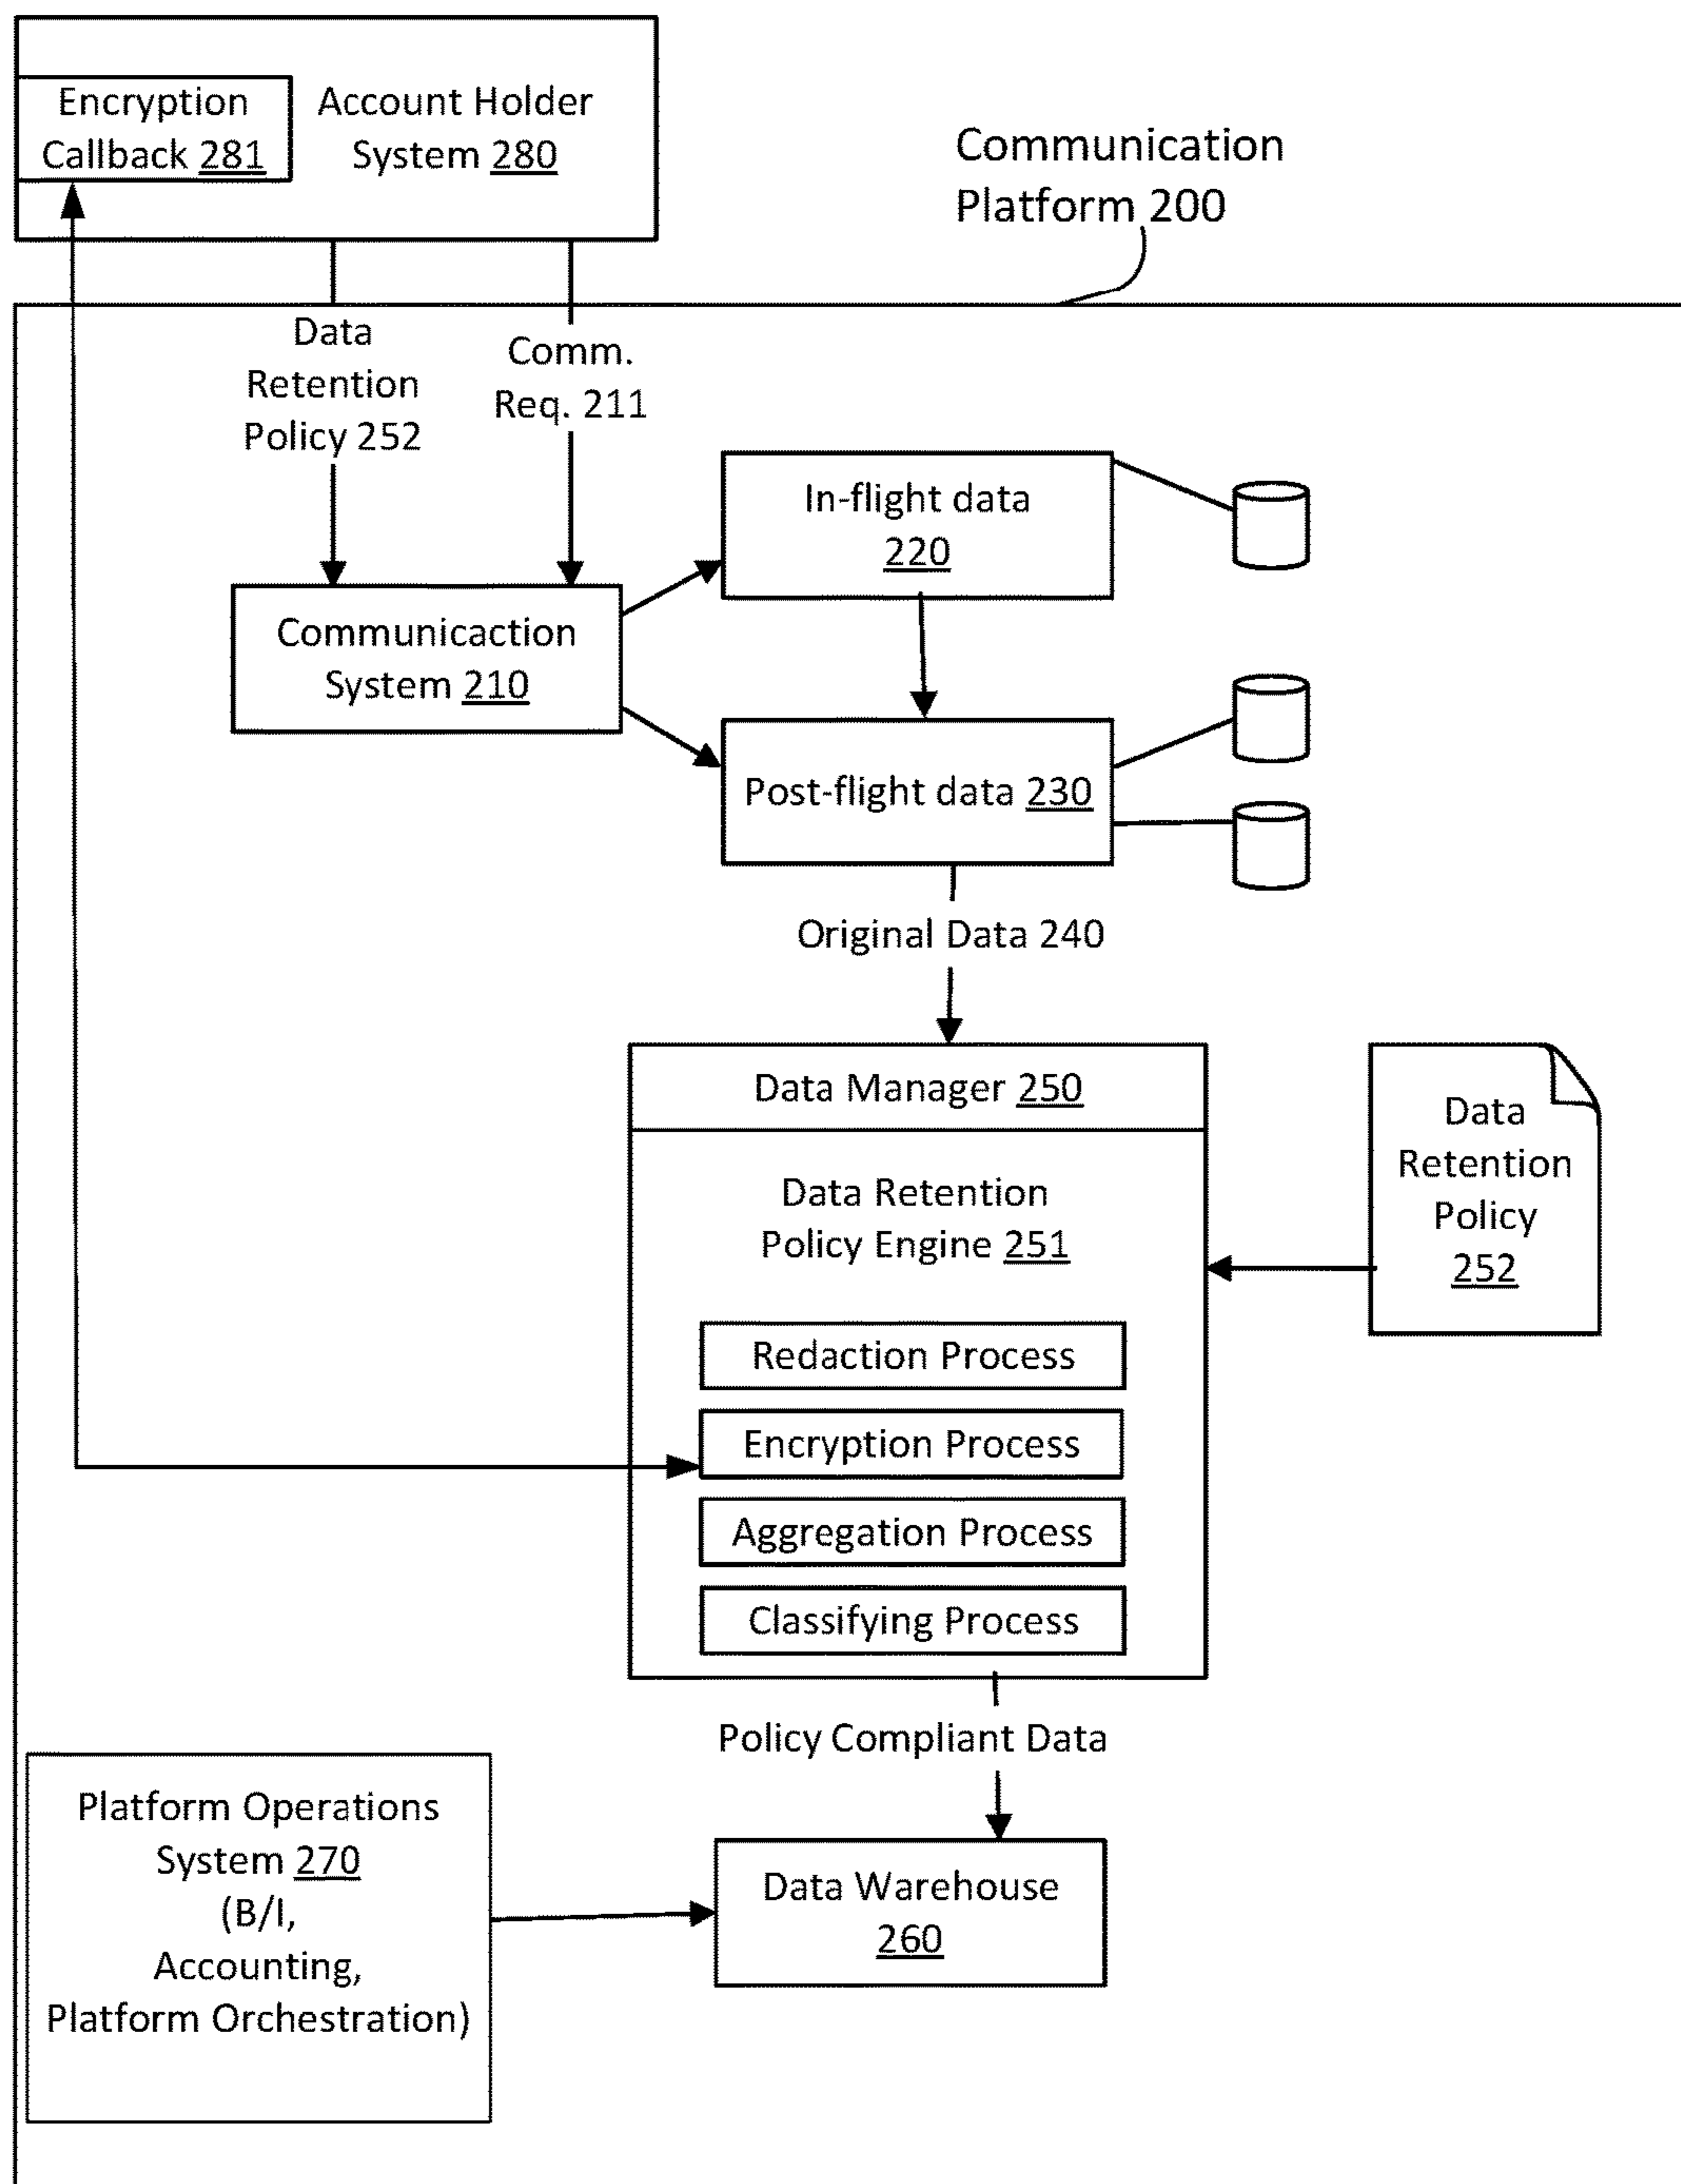 Encryption
Callback 281
Account Holder
System 280
Communication
Platform 200
Data
Retention
Policy 252
Comm.
Req. 211
In-flight data
220
Communicaction
System 210
Post-flight data 230
Original Data 240
Data Manager 250
Data Retention
Policy Engine 251
Data
Retention
Policy
252
Redaction Process
Encryption Process
Aggregation Process
Classifying Process
Policy Compliant Data
Platform Operations
System 270
(B/I,
Accounting,
Platform Orchestration)
Data Warehouse
260